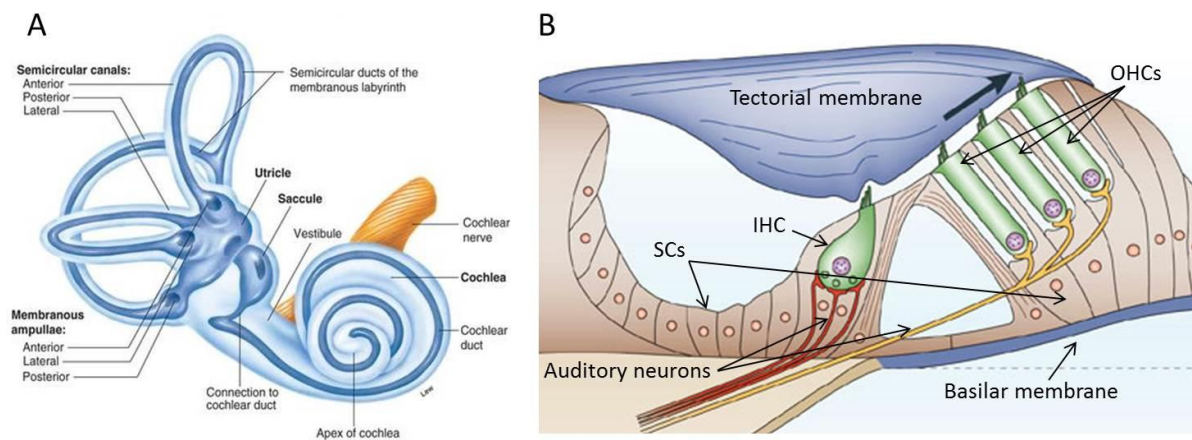 A
Semicircular canals:
Anterior
Posterior
Lateral
Semicircular ducts of the
membranous labyrinth
Utricle
Saccule
Vestibule
Cochlear
nerve
Cochlea
Cochlear
duct
Membranous
ampullae:
Anterior
Lateral
Posterior
Connection to
cochlear duct
Apex of cochlea
Lew
B
Tectorial membrane
OHCs
IHC
SCs
Auditory neurons
Basilar membrane